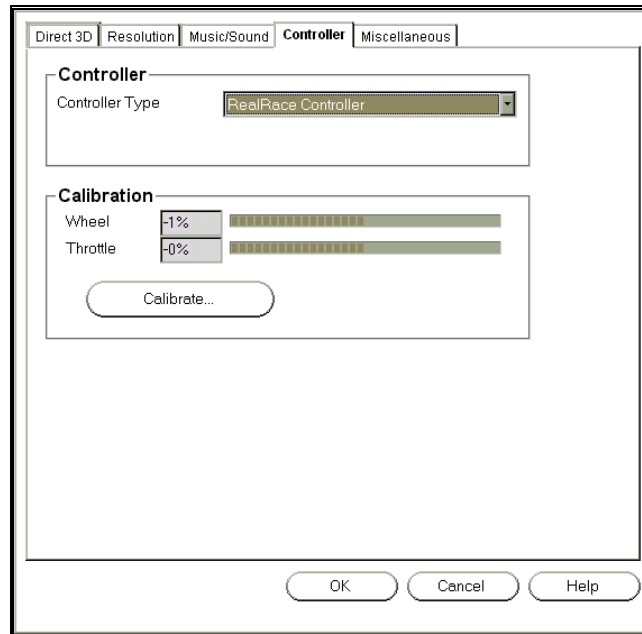 Direct 3D Resolution Music/Sound Controller Miscellaneous
Controller
Controller Type RealRace Controller
Calibration
Wheel -1%
Throttle -0%
Calibrate...
OK Cancel Help